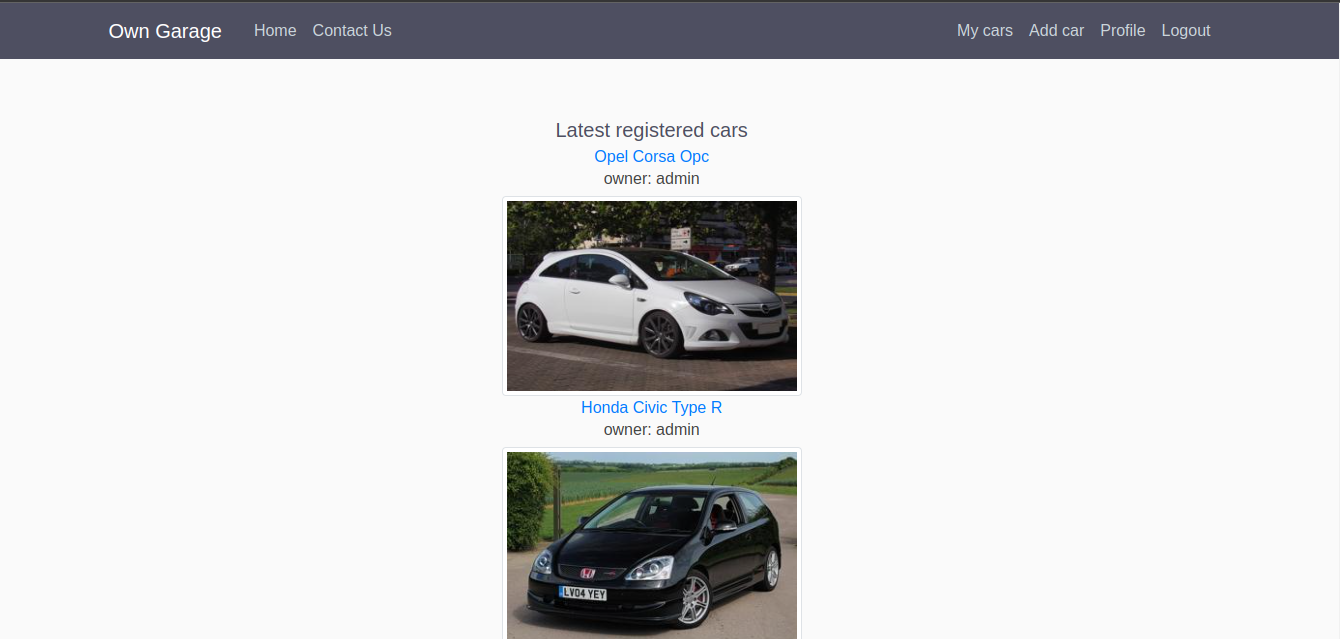 Own Garage Home Contact Us My cars Add car Profile Logout
Latest registered cars
Opel Corsa Opc
owner: admin
Honda Civic Type R
owner: admin
LV04 YEY